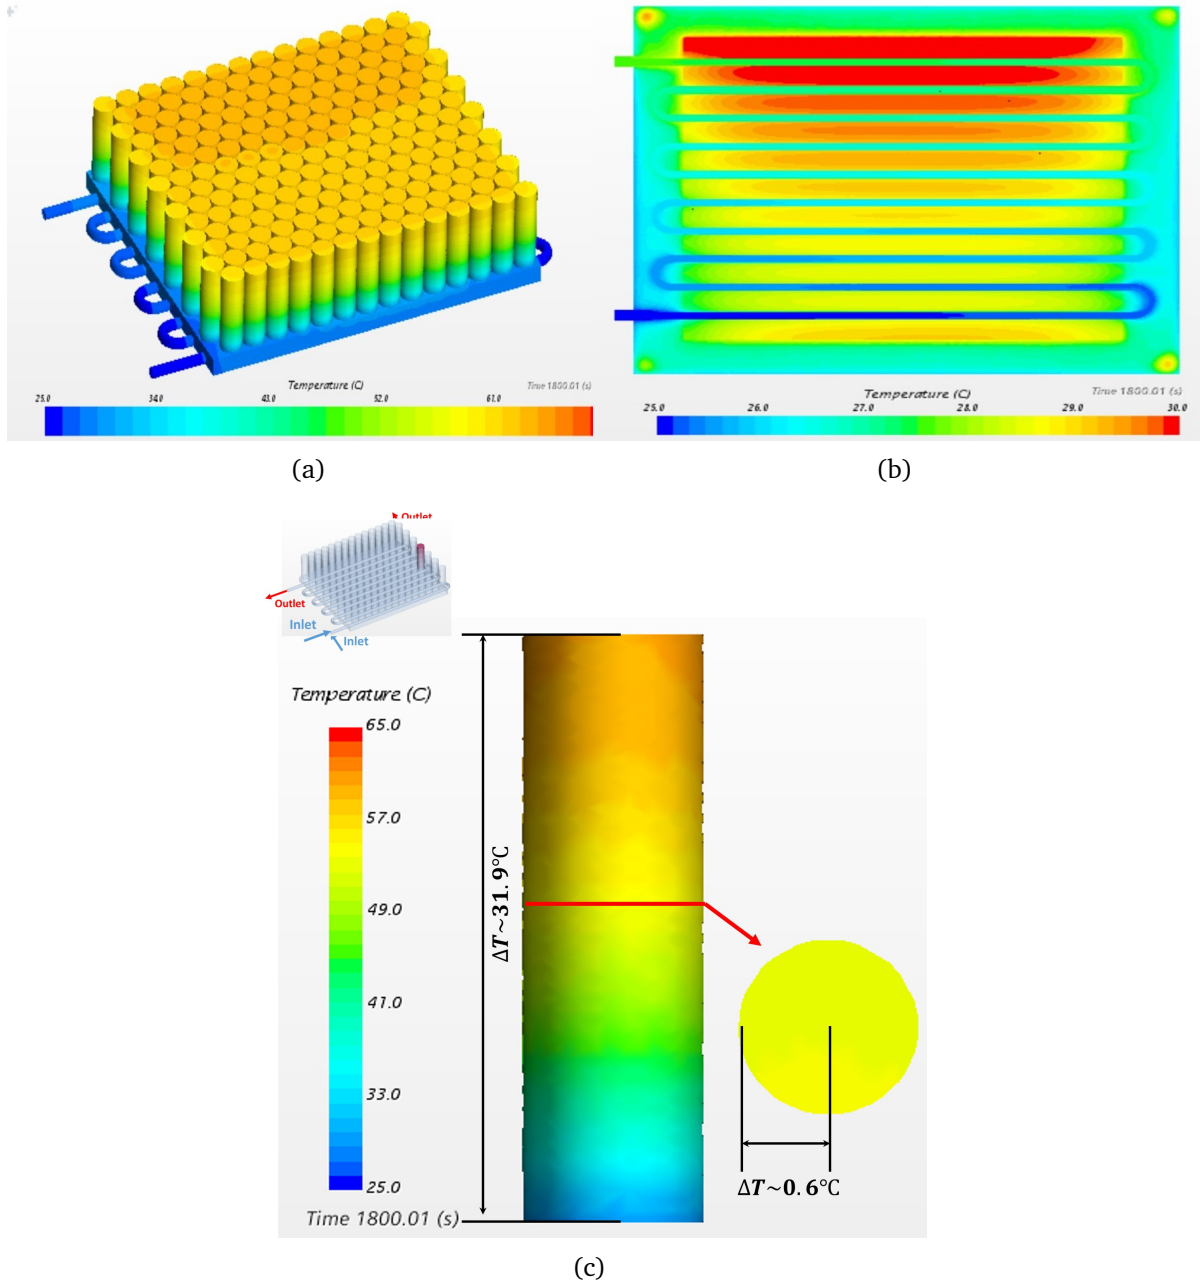 Temperature (C)
Time 1800.01 (s)
25.0 34.0 43.0 52.0 61.0
(a)
Temperature (C)
Time 1800.01 (s)
25.0 26.0 27.0 28.0 29.0 30.0
(b)
Outlet
Outlet
Inlet
Inlet
Temperature (C)
65.0
57.0
49.0
41.0
33.0
25.0
Time 1800.01 (s)
ΔT~31.9°C
ΔT~0.6°C
(c)